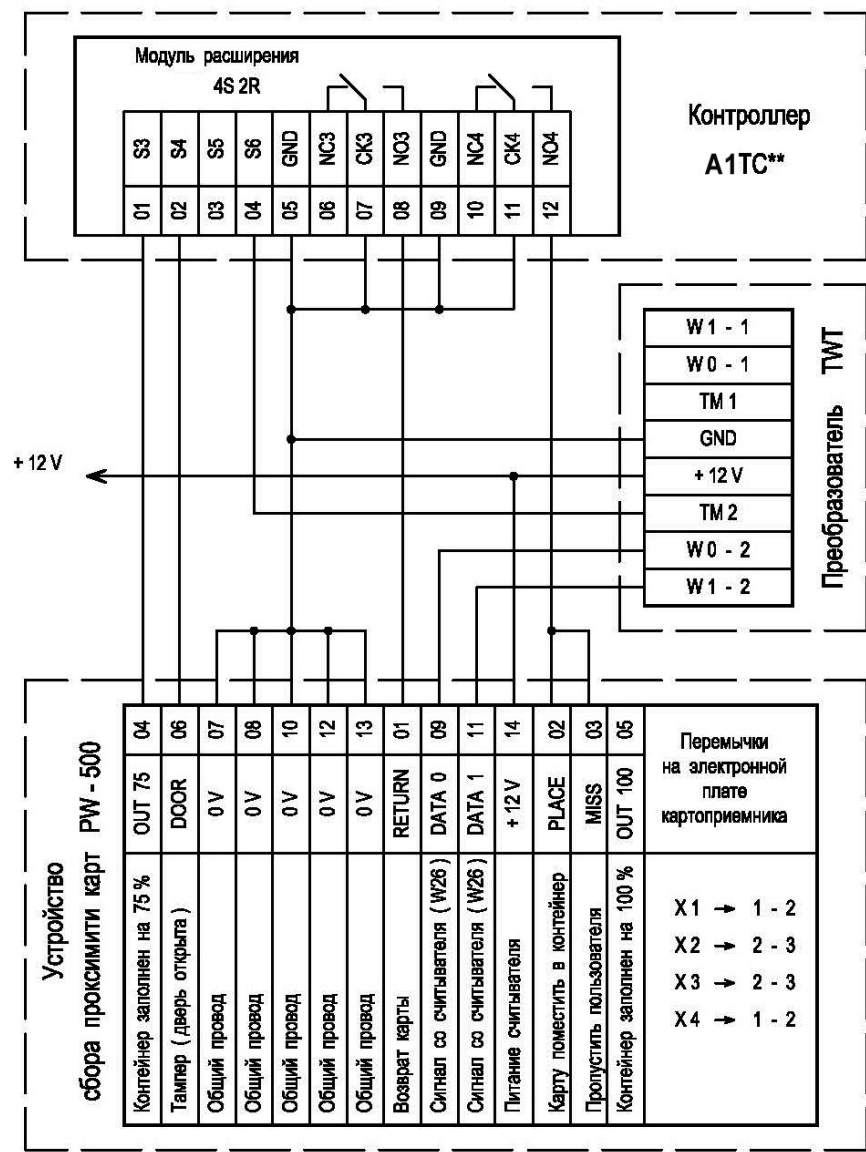 Модуль расширения
4S 2R
S3 S4 S5 S6 GND NC3 CK3 NO3 GND NC4 CK4 NO4
01 02 03 04 05 06 07 08 09 10 11 12
Контроллер
А1ТС**
W1 - 1
W0 - 1
TM 1
GND
+ 12 V
TM 2
W0 - 2
W1 - 2
Преобразователь TWT
+ 12 V
Устройство
сбора проксимити карт PW - 500
04 06 07 08 10 12 13 01 09 11 14 02 03 05
OUT 75 DOOR 0 V 0 V 0 V 0 V 0 V RETURN DATA 0 DATA 1 + 12 V PLACE MISS OUT 100
Контейнер заполнен на 75 %
Тампер ( дверь открыта )
Общий провод
Общий провод
Общий провод
Общий провод
Общий провод
Возврат карты
Сигнал со считывателя ( W26 )
Сигнал со считывателя ( W26 )
Питание считывателя
Карту поместить в контейнер
Пропустить пользователя
Контейнер заполнен на 100 %
Перемычки
на электронной
плате
картоприемника
X1 → 1 - 2
X2 → 2 - 3
X3 → 2 - 3
X4 → 1 - 2